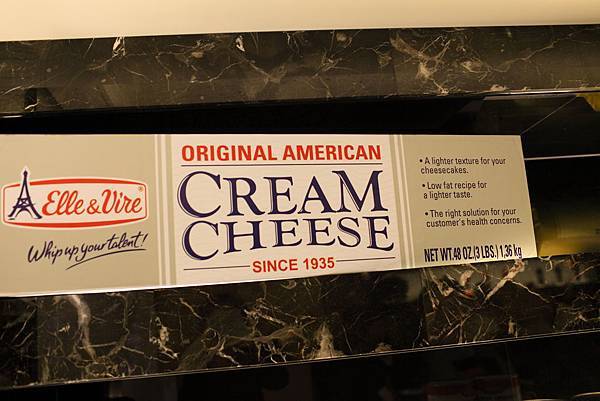 Elle & Vire®
Whip up your talent!
ORIGINAL AMERICAN
CREAM
CHEESE
SINCE 1935
• A lighter texture for your
cheesecakes.
• Low fat recipe for
a lighter taste.
• The right solution for your
customer's health concerns.
NET WT.48 OZ.(3 LBS.) 1,36 kg